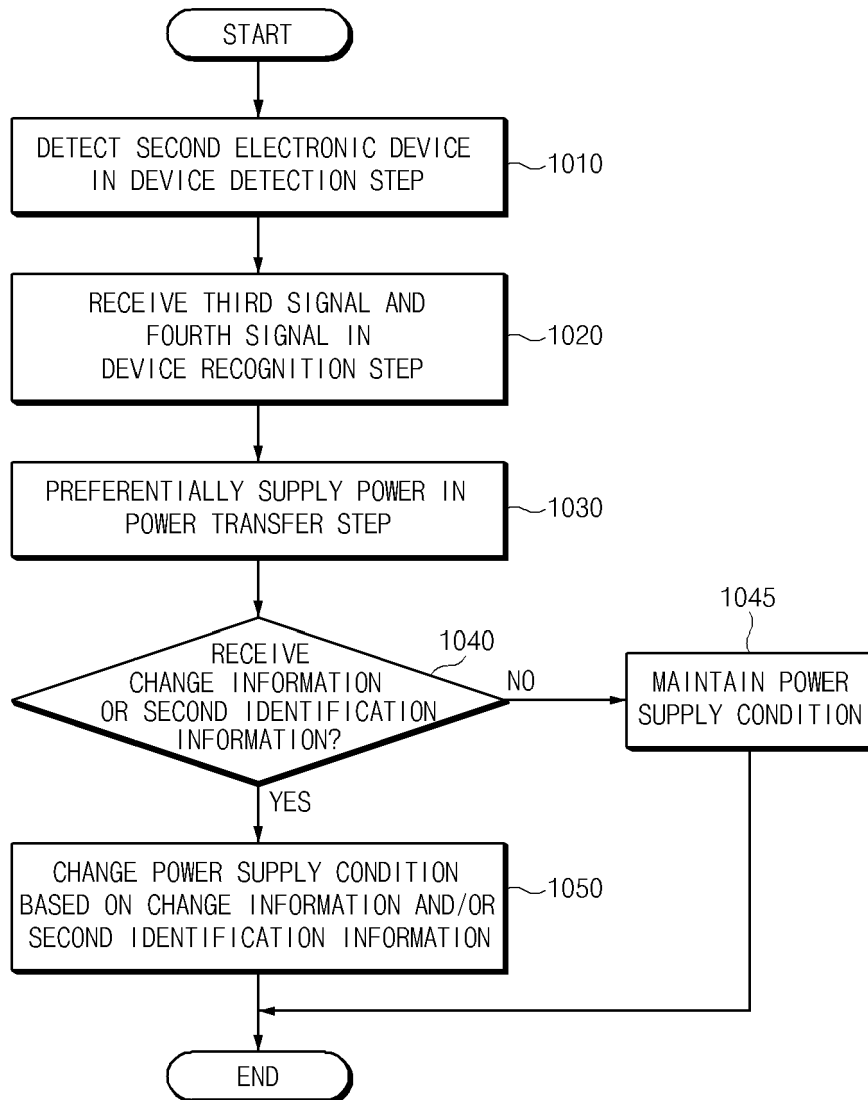 START
DETECT SECOND ELECTRONIC DEVICE
IN DEVICE DETECTION STEP
1010
RECEIVE THIRD SIGNAL AND
FOURTH SIGNAL IN
DEVICE RECOGNITION STEP
1020
PREFERENTIALLY SUPPLY POWER IN
POWER TRANSFER STEP
1030
RECEIVE
CHANGE INFORMATION
OR SECOND IDENTIFICATION
INFORMATION?
1040
NO
1045
MAINTAIN POWER
SUPPLY CONDITION
YES
CHANGE POWER SUPPLY CONDITION
BASED ON CHANGE INFORMATION AND/OR
SECOND IDENTIFICATION INFORMATION
1050
END